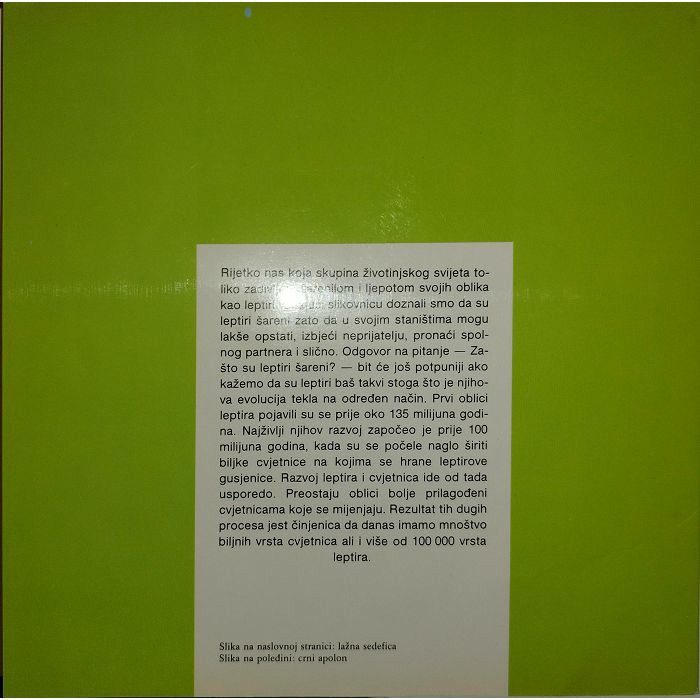 Rijetko nas koja skupina životinjskog svijeta to-
liko šarenilom i ljepotom svojih oblika
kao leptiri. slikovnicu doznali smo da su
leptiri šareni zato da u svojim staništima mogu
lakše opstati, izbjeći neprijatelju, pronaći spol-
nog partnera i slično. Odgovor na pitanje — Za-
što su leptiri šareni? — bit će još potpuniji ako
kažemo da su leptiri baš takvi stoga što je njiho-
va evolucija tekla na određen način. Prvi oblici
leptira pojavili su se prije oko 135 milijuna godi-
na. Najživlji njihov razvoj započeo je prije 100
milijuna godina, kada su se počele naglo širiti
biljke cvjetnice na kojima se hrane leptirove
gusjenice. Razvoj leptira i cvjetnica ide od tada
usporedo. Preostaju oblici bolje prilagođeni
cvjetnicama koje se mijenjaju. Rezultat tih dugih
procesa jest činjenica da danas imamo mnoštvo
biljnih vrsta cvjetnica ali i više od 100 000 vrsta
leptira.
Slika na naslovnoj stranici: lažna sedefica
Slika na poleđini: crni apolon